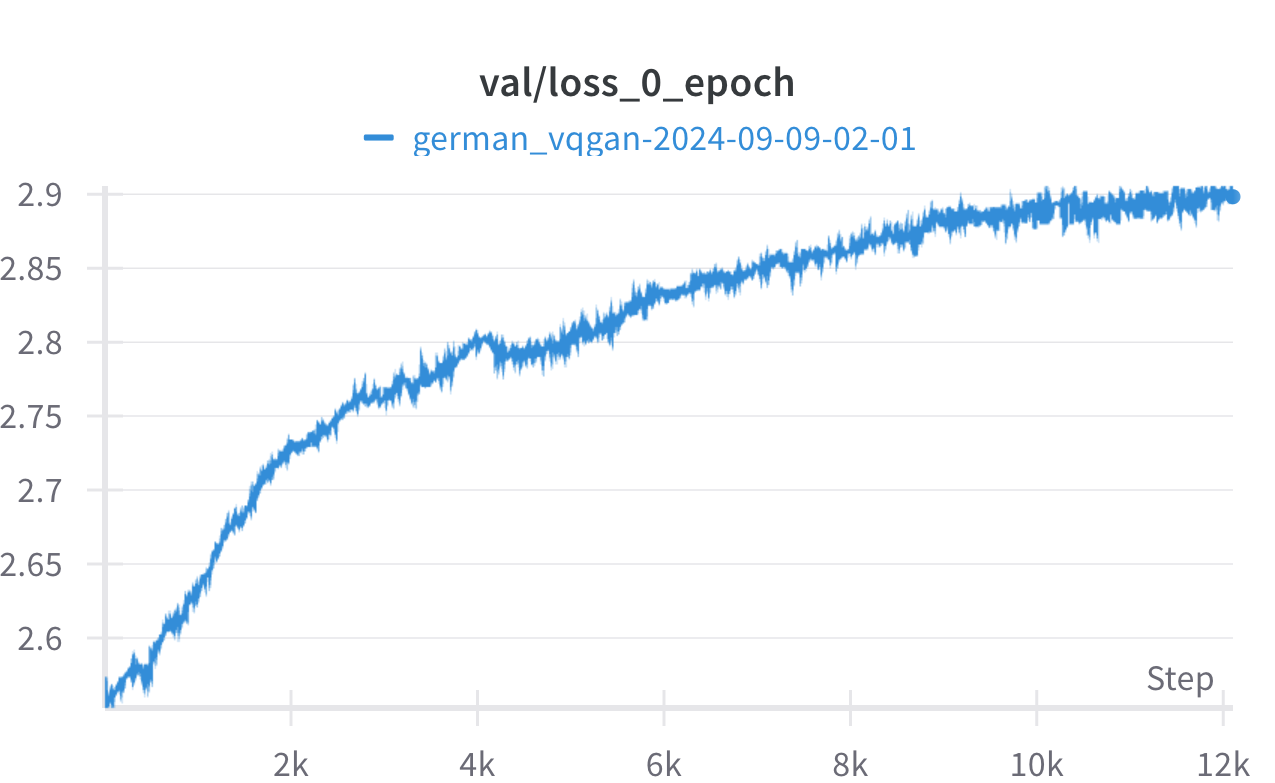 val/loss_0_epoch
german_vqgan-2024-09-09-02-01
2.9
2.85
2.8
2.75
2.7
2.65
2.6
Step
2k 4k 6k 8k 10k 12k